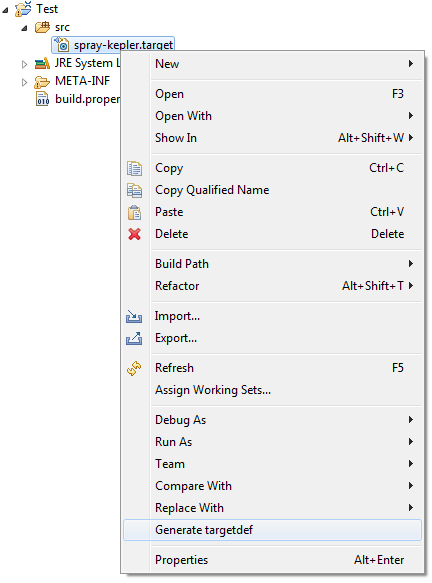 Test
src
spray-kepler.target
JRE System L
META-INF
build.proper
New
Open F3
Open With
Show In Alt+Shift+W
Copy Ctrl+C
Copy Qualified Name
Paste Ctrl+V
Delete Delete
Build Path
Refactor Alt+Shift+T
Import...
Export...
Refresh F5
Assign Working Sets...
Debug As
Run As
Team
Compare With
Replace With
Generate targetdef
Properties Alt+Enter